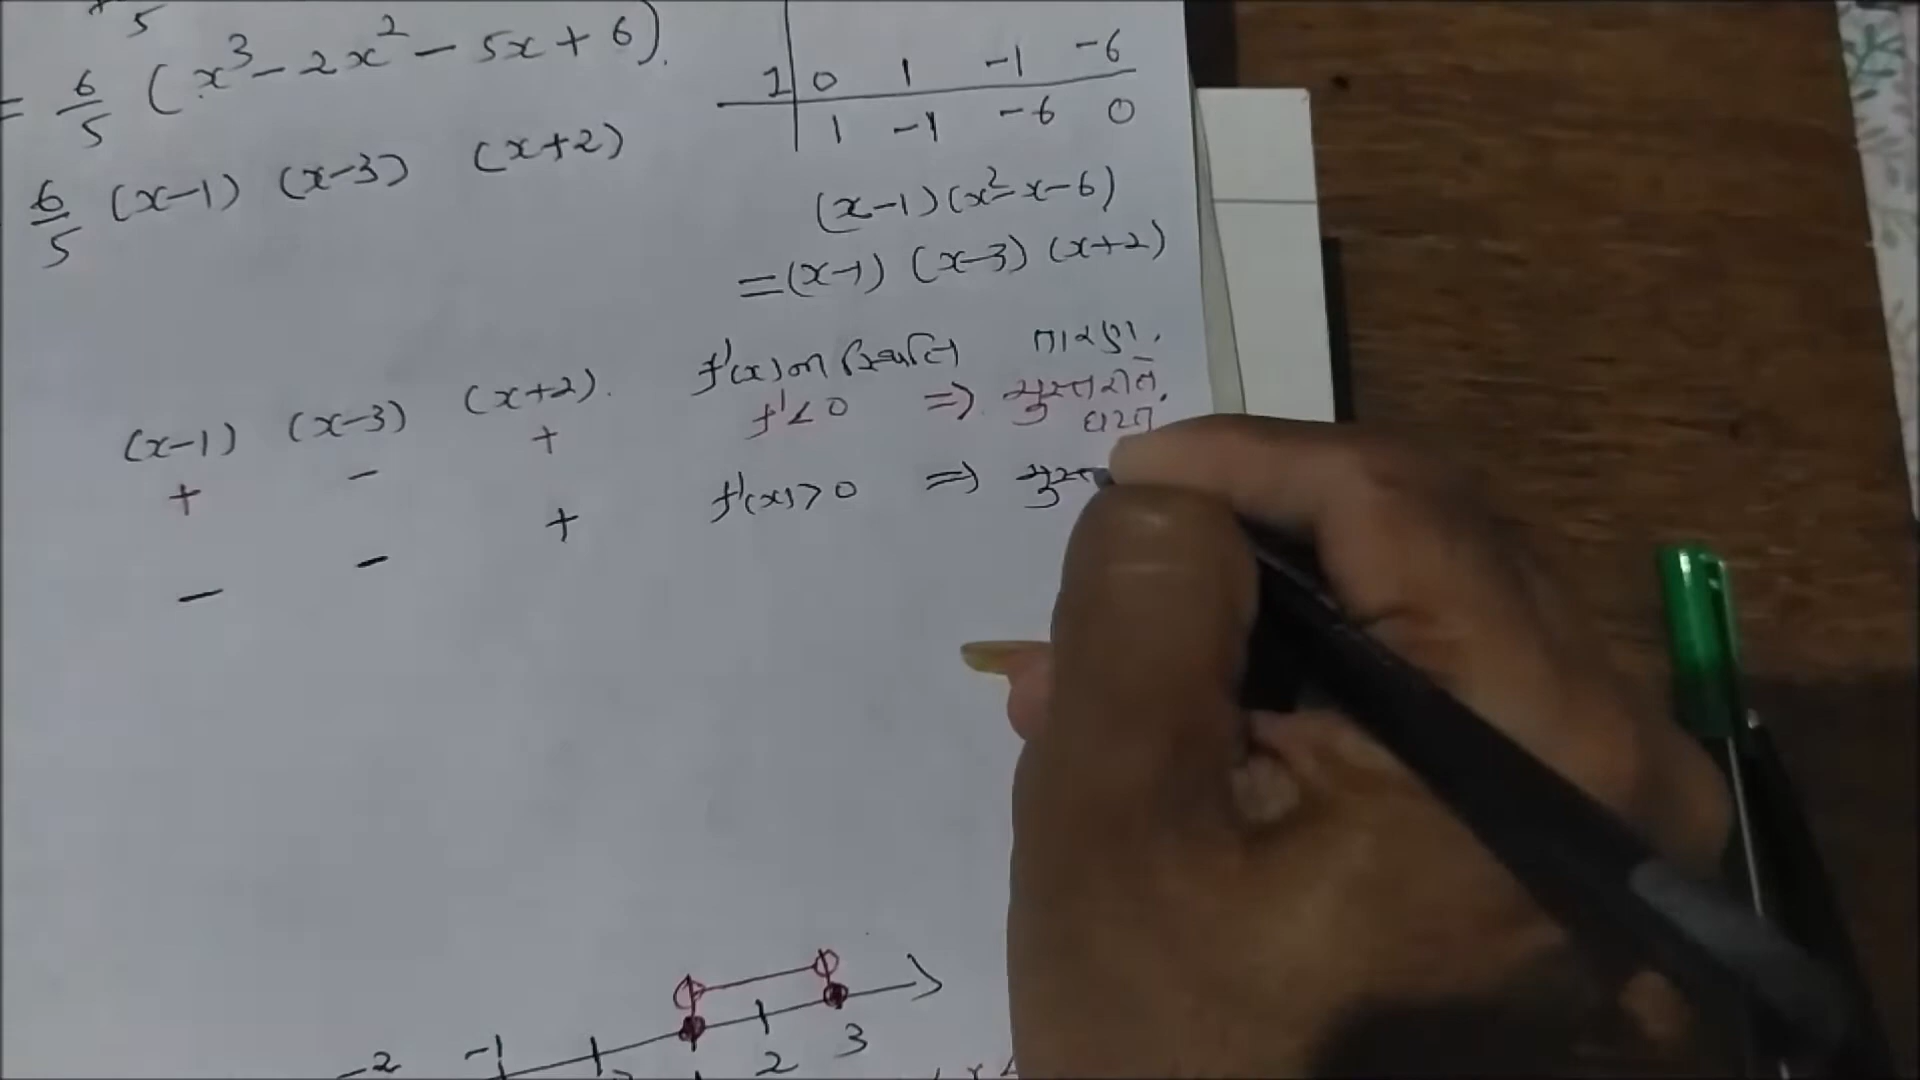 5
= 6/5 (x³ - 2x² - 5x + 6).
6/5 (x-1) (x-3) (x+2)
1 | 0 1 -1 -6
1 -1 -6 0
(x-1)(x²-x-6)
=(x-1) (x-3) (x+2)
(x-1) (x-3) (x+2). f'(x)ના
+ - + f'<0 ⇒
- - + f'(x)>0 ⇒
-2 -1 2 3